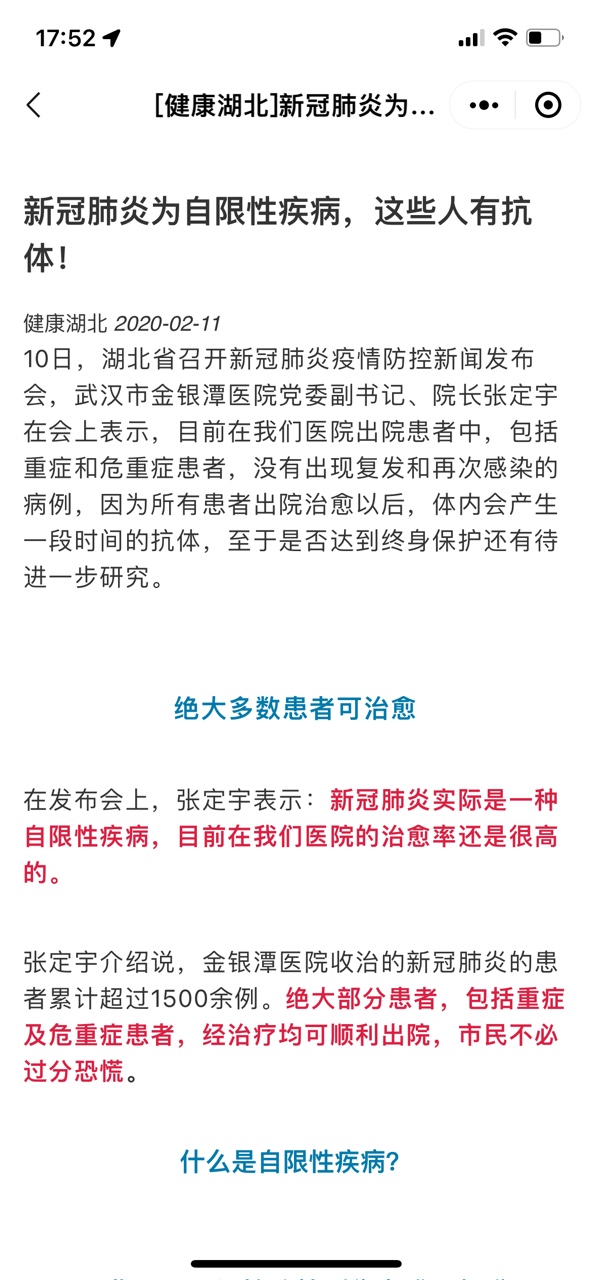 17:52
[健康湖北]新冠肺炎为...
新冠肺炎为自限性疾病，这些人有抗
体！
健康湖北 2020-02-11
10日，湖北省召开新冠肺炎疫情防控新闻发布
会，武汉市金银潭医院党委副书记、院长张定宇
在会上表示，目前在我们医院出院患者中，包括
重症和危重症患者，没有出现复发和再次感染的
病例，因为所有患者出院治愈以后，体内会产生
一段时间的抗体，至于是否达到终身保护还有待
进一步研究。
绝大多数患者可治愈
在发布会上，张定宇表示：新冠肺炎实际是一种
自限性疾病，目前在我们医院的治愈率还是很高
的。
张定宇介绍说，金银潭医院收治的新冠肺炎的患
者累计超过1500余例。绝大部分患者，包括重症
及危重症患者，经治疗均可顺利出院，市民不必
过分恐慌。
什么是自限性疾病?